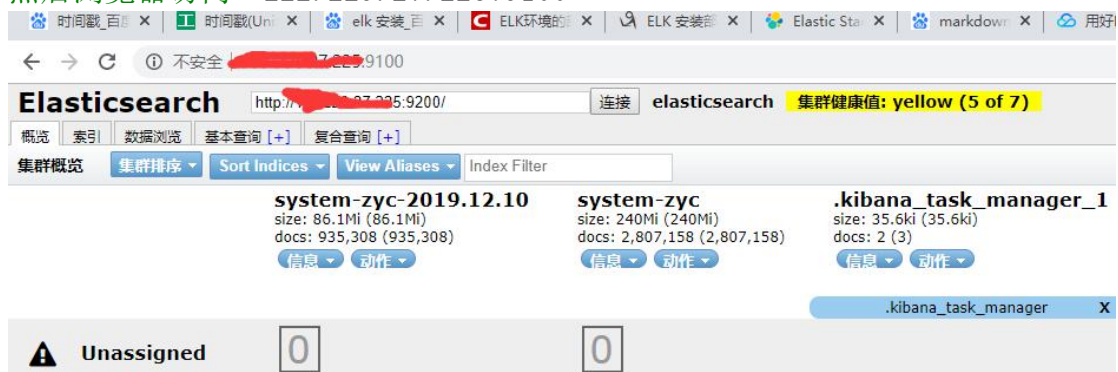 时间戳_百度 × 时间戳(Uni × elk 安装_百 × ELK环境的 × ELK 安装部 × Elastic Sta × markdown × 用好
不安全 :9100
Elasticsearch http:// :9200/ 连接 elasticsearch 集群健康值: yellow (5 of 7)
概览 索引 数据浏览 基本查询 [+] 复合查询 [+]
集群概览 集群排序 Sort Indices View Aliases Index Filter
system-zyc-2019.12.10 system-zyc .kibana_task_manager_1
size: 86.1Mi (86.1Mi) size: 240Mi (240Mi) size: 35.6ki (35.6ki)
docs: 935,308 (935,308) docs: 2,807,158 (2,807,158) docs: 2 (3)
信息 动作 信息 动作 信息 动作
.kibana_task_manager X
Unassigned 0 0